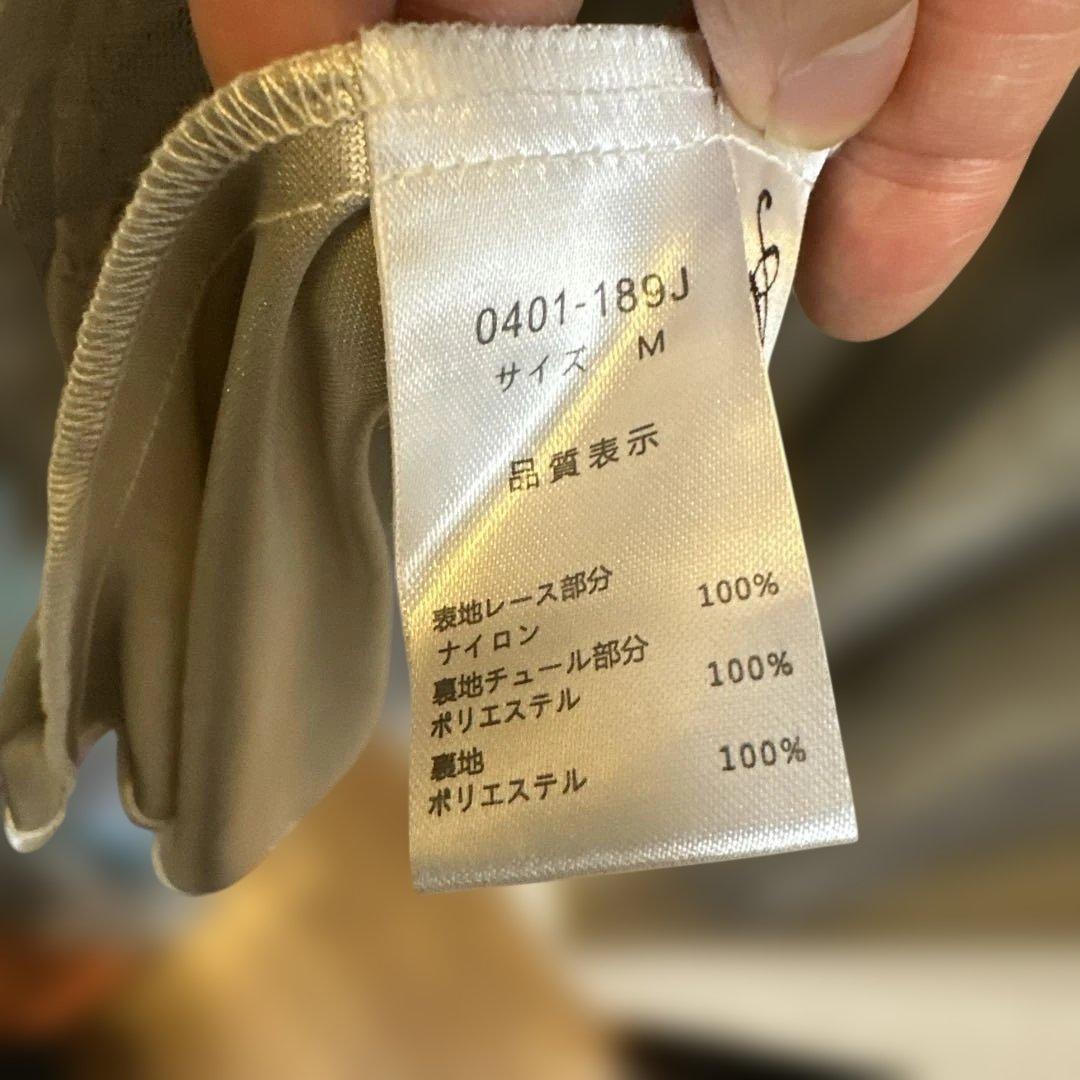 0401-189J
サイズ M
品質表示
表地レース部分 100%
ナイロン
裏地チュール部分 100%
ポリエステル
裏地 100%
ポリエステル